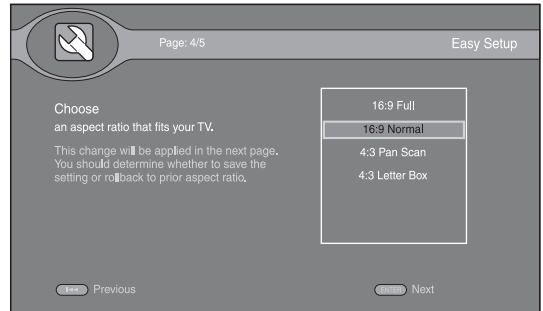 Page: 4/5
Easy Setup
Choose
an aspect ratio that fits your TV.
This change will be applied in the next page.
You should determine whether to save the
setting or rollback to prior aspect ratio.
16:9 Full
16:9 Normal
4:3 Pan Scan
4:3 Letter Box
Previous
ENTER Next